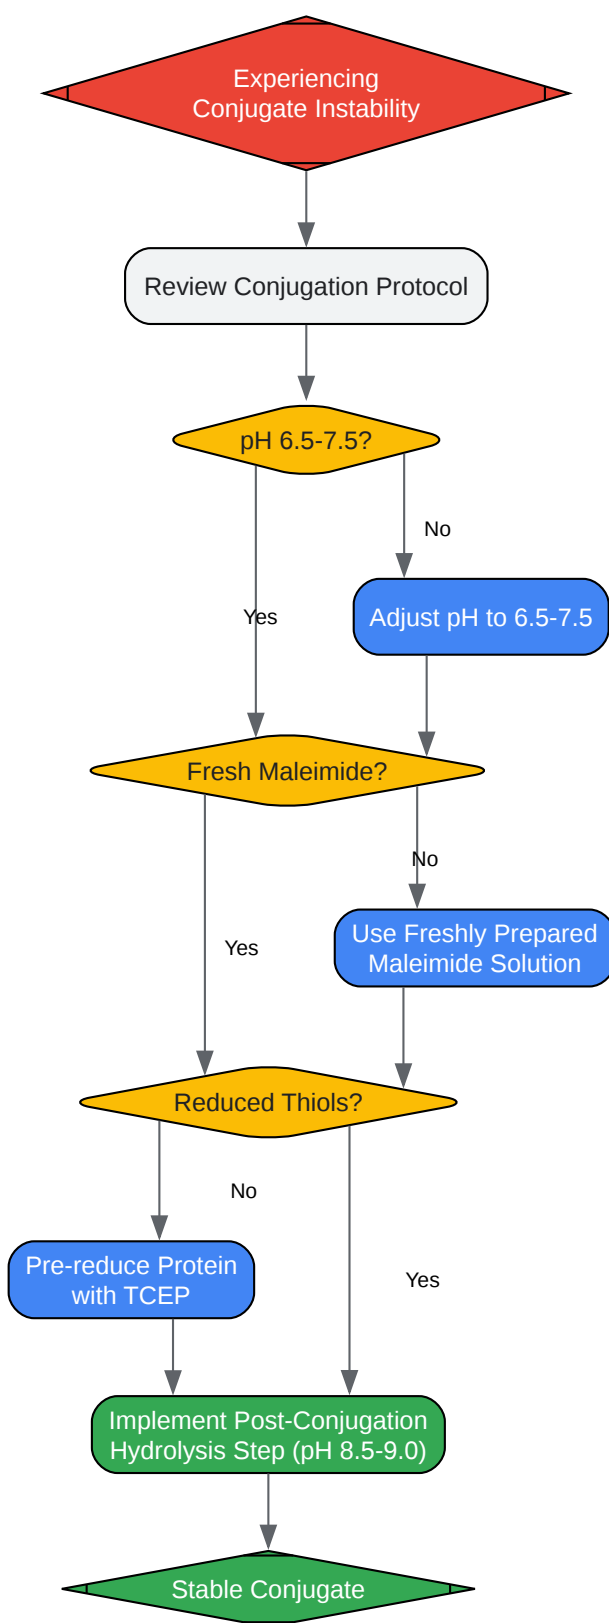 Experiencing
Conjugate Instability
Review Conjugation Protocol
pH 6.5-7.5?
No
Adjust pH to 6.5-7.5
Yes
Fresh Maleimide?
No
Use Freshly Prepared
Maleimide Solution
Yes
Reduced Thiols?
No
Pre-reduce Protein
with TCEP
Yes
Implement Post-Conjugation
Hydrolysis Step (pH 8.5-9.0)
Stable Conjugate